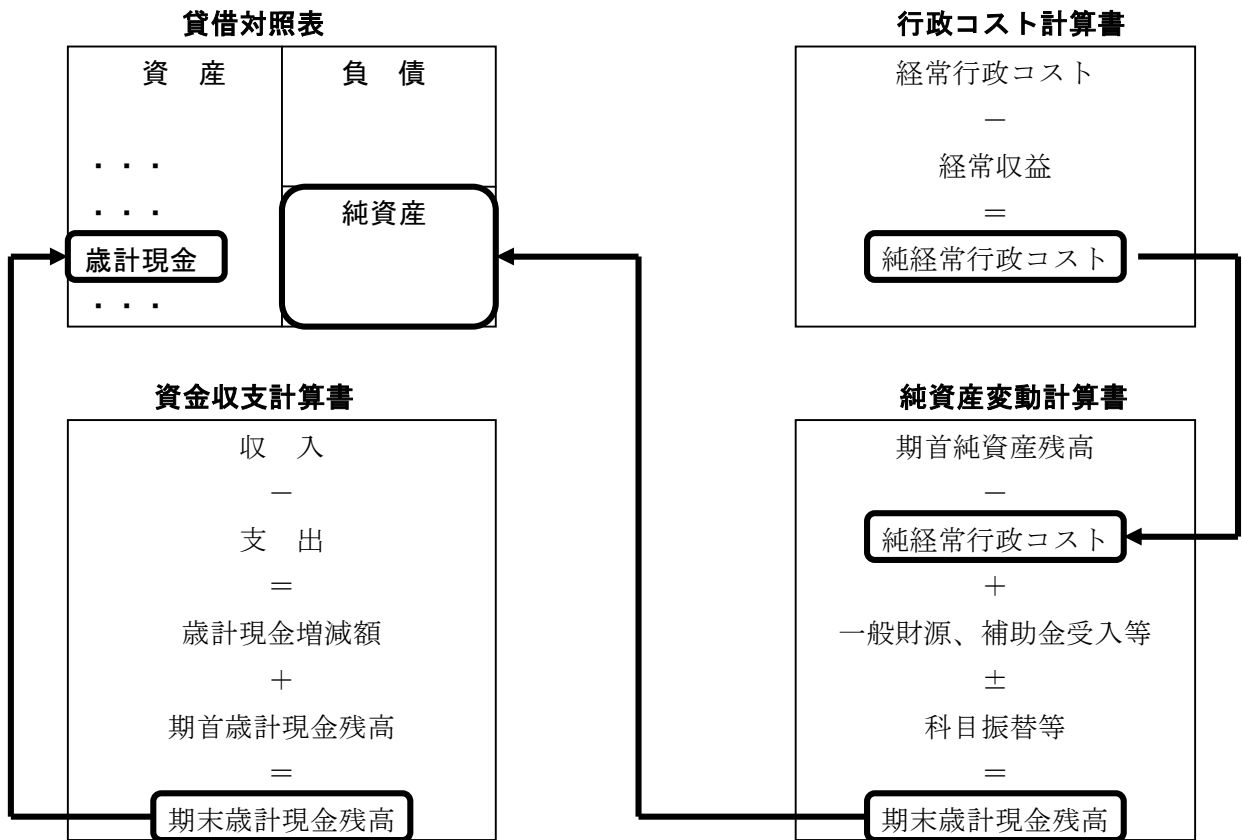 貸借対照表
資 産
負 債
・・・
・・・
純資産
歳計現金
・・・
行政コスト計算書
経常行政コスト
－
経常収益
＝
純経常行政コスト
資金収支計算書
収 入
－
支 出
＝
歳計現金増減額
＋
期首歳計現金残高
＝
期末歳計現金残高
純資産変動計算書
期首純資産残高
－
純経常行政コスト
＋
一般財源、補助金受入等
±
科目振替等
＝
期末歳計現金残高